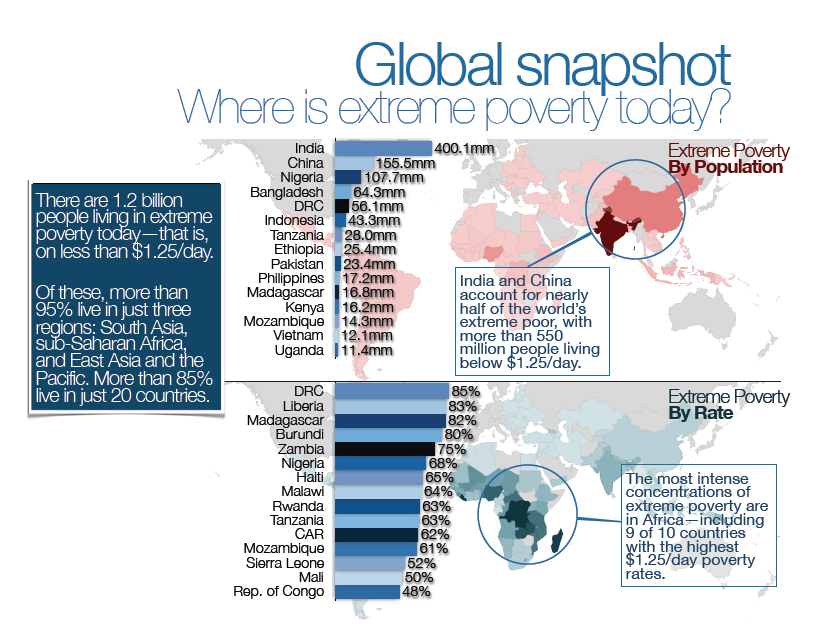 Global snapshot
Where is extreme poverty today?
There are 1.2 billion
people living in extreme
poverty today—that is,
on less than $1.25/day.
Of these, more than
95% live in just three
regions: South Asia,
sub-Saharan Africa,
and East Asia and the
Pacific. More than 85%
live in just 20 countries.
Extreme Poverty
By Population
India 400.1mm
China 155.5mm
Nigeria 107.7mm
Bangladesh 64.3mm
DRC 56.1mm
Indonesia 43.3mm
Tanzania 28.0mm
Ethiopia 25.4mm
Pakistan 23.4mm
Philippines 17.2mm
Madagascar 16.8mm
Kenya 16.2mm
Mozambique 14.3mm
Vietnam 12.1mm
Uganda 11.4mm
India and China
account for nearly
half of the world's
extreme poor, with
more than 550
million people living
below $1.25/day.
Extreme Poverty
By Rate
DRC 85%
Liberia 83%
Madagascar 82%
Burundi 80%
Zambia 75%
Nigeria 68%
Haiti 65%
Malawi 64%
Rwanda 63%
Tanzania 63%
CAR 62%
Mozambique 61%
Sierra Leone 52%
Mali 50%
Rep. of Congo 48%
The most intense
concentrations of
extreme poverty are
in Africa—including
9 of 10 countries
with the highest
$1.25/day poverty
rates.